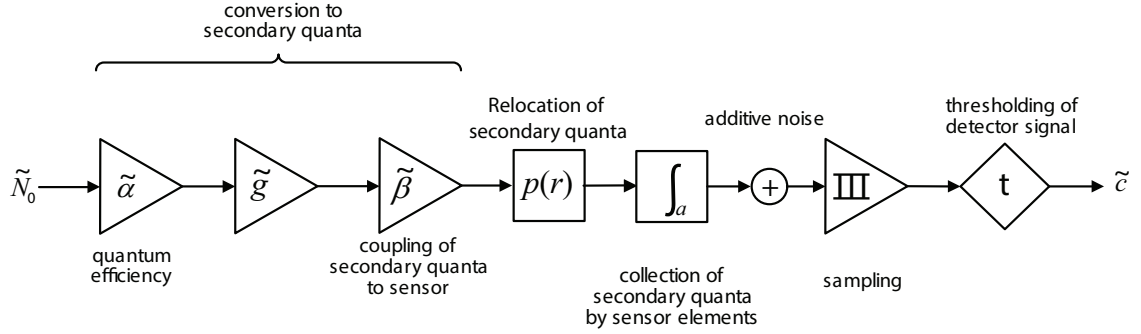 conversion to
secondary quanta
Relocation of
secondary quanta
additive noise
thresholding of
detector signal
Ñ₀
α̃
g̃
β̃
p(r)
∫ₐ
+
III
t
c̃
quantum
efficiency
coupling of
secondary quanta
to sensor
collection of
secondary quanta
by sensor elements
sampling